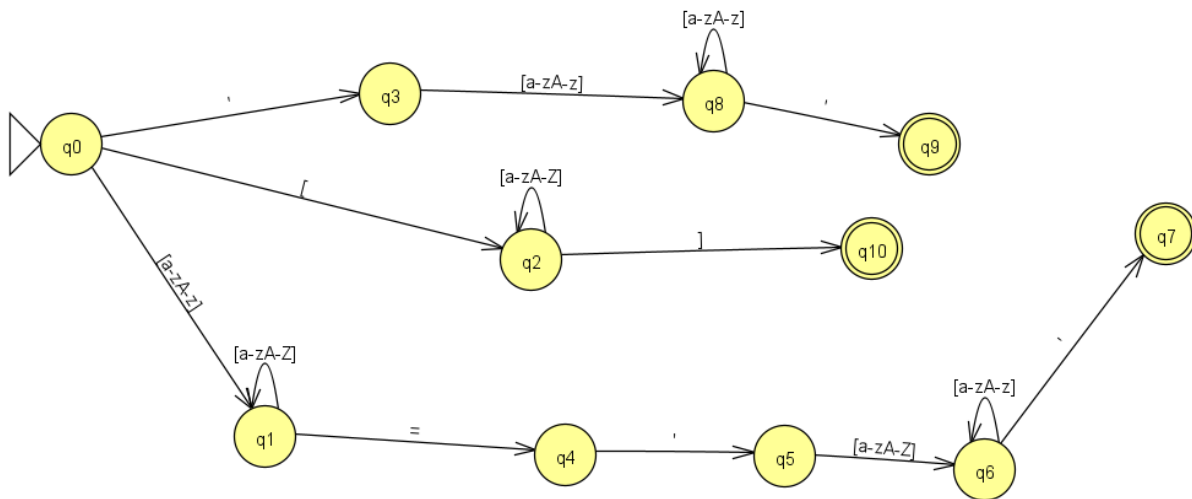 [a-zA-z]
' [a-zA-z] q3 q8 '
q0 q9
[ [a-zA-Z] ] q2 q10 q7
[a-zA-z]
[a-zA-Z] [a-zA-z] '
q1 = q4 ' q5 [a-zA-Z] q6